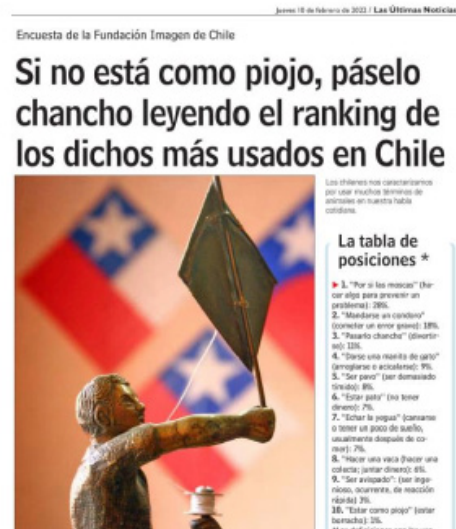 Jueves 10 de febrero de 2022 / Las Últimas Noticias
Encuesta de la Fundación Imagen de Chile
Si no está como piojo, páselo
chancho leyendo el ranking de
los dichos más usados en Chile
Los chilenos nos caracterizamos
por usar muchos términos de
animales en nuestra habla
cotidiana.
La tabla de
posiciones *
1. "Por si las moscas" (ha-
cer algo para prevenir un
problema): 28%.
2. "Mandarse un condoro"
(cometer un error grave): 18%.
3. "Pasarlo chancho" (divertir-
se): 11%.
4. "Darse una manito de gato"
(arreglarse o acicalarse): 9%.
5. "Ser pavo" (ser demasiado
tímido): 8%.
6. "Estar pato" (no tener
dinero): 7%.
7. "Echar la yegua" (cansarse
o tener un poco de sueño,
usualmente después de co-
mer): 7%.
8. "Hacer una vaca (hacer una
colecta; juntar dinero): 6%.
9. "Ser avispado": (ser inge-
nioso, ocurrente, de reacción
rápida) 3%.
10. "Estar como piojo" (estar
borracho): 1%.